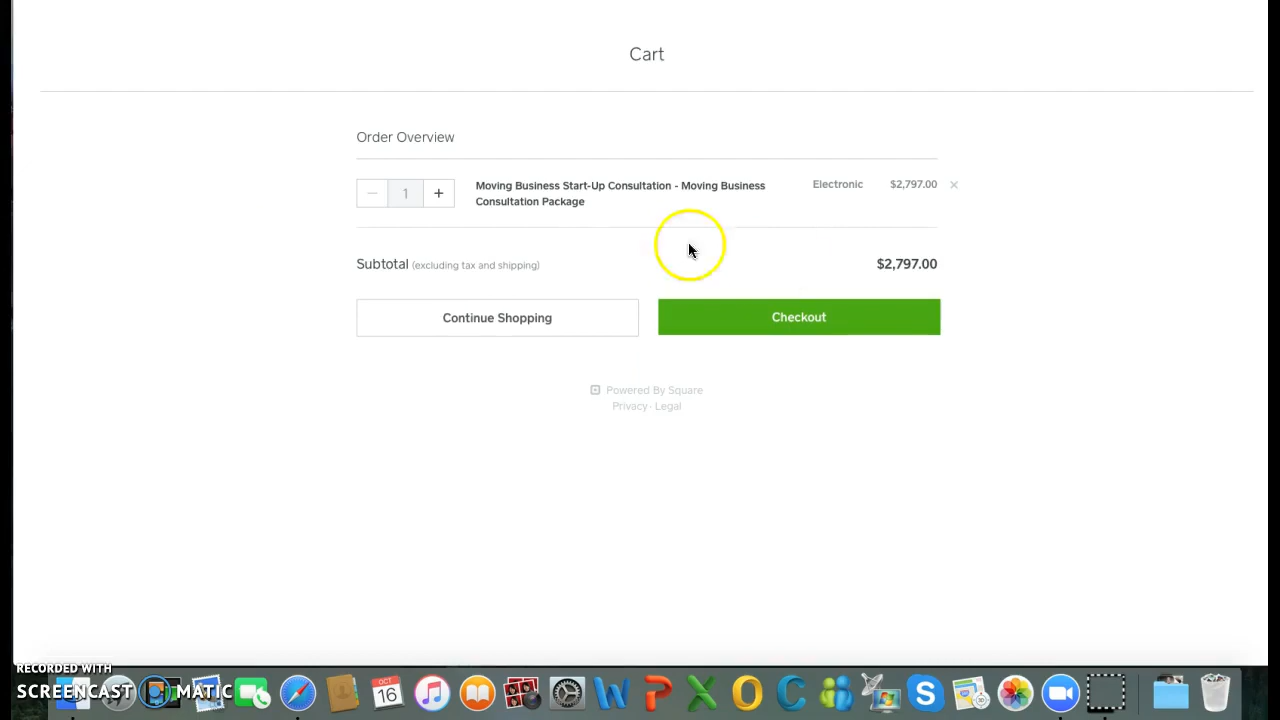 Cart
Order Overview
1
Moving Business Start-Up Consultation - Moving Business
Consultation Package
Electronic
$2,797.00
Subtotal (excluding tax and shipping)
$2,797.00
Continue Shopping
Checkout
Powered By Square
Privacy · Legal
RECORDED WITH
SCREENCAST MATIC
OCT
16